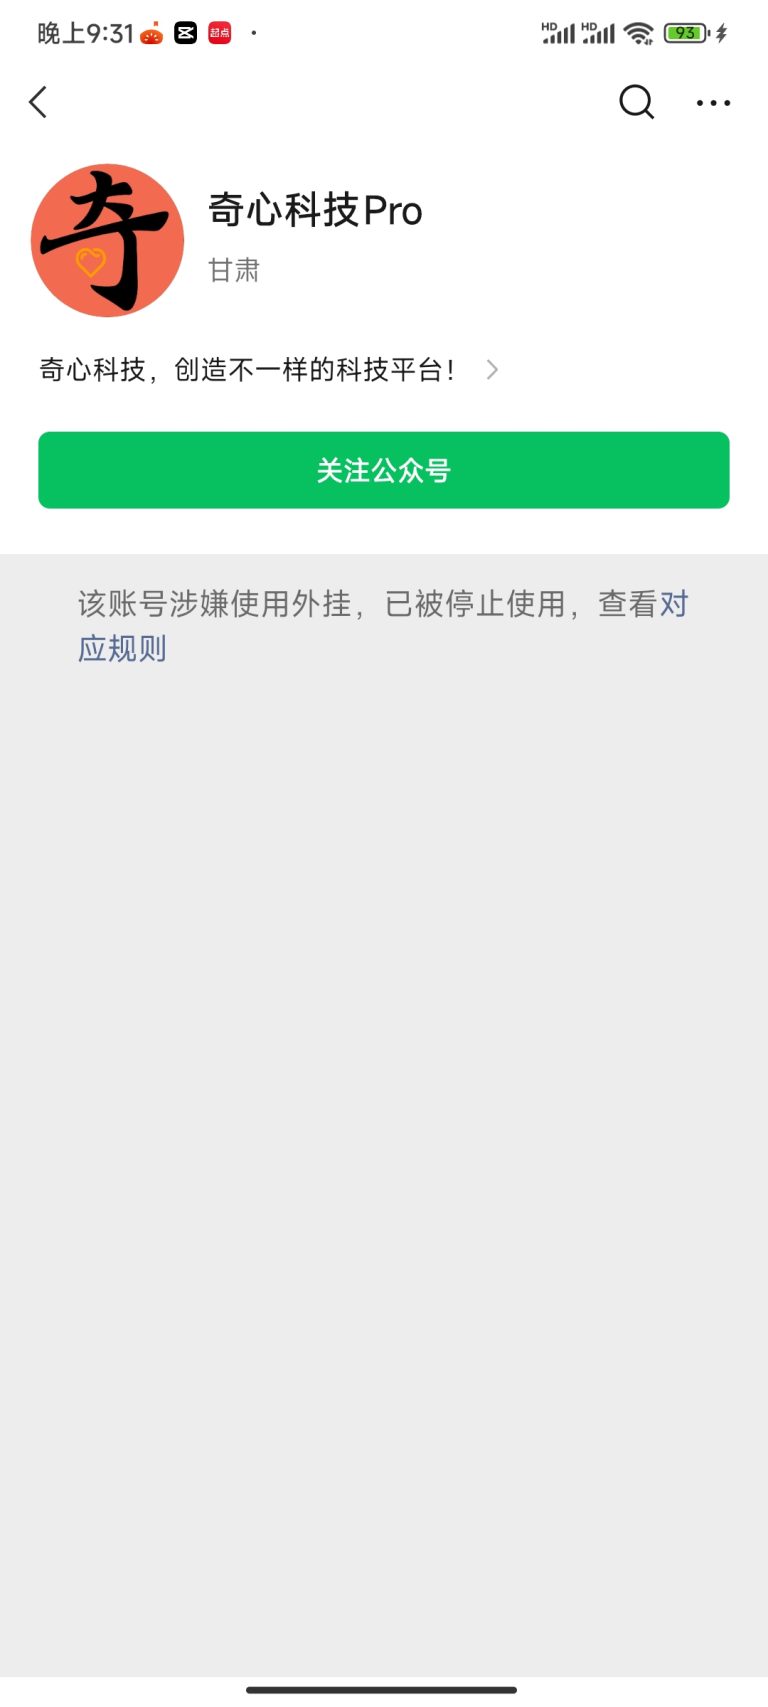 晚上9:31 起点 HD HD 93
奇
奇心科技Pro
甘肃
奇心科技，创造不一样的科技平台！
关注公众号
该账号涉嫌使用外挂，已被停止使用，查看对
应规则